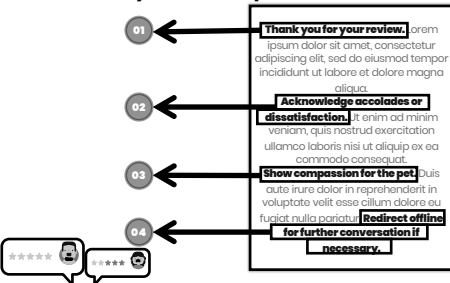 01
Thank you for your review. Lorem
ipsum dolor sit amet, consectetur
adipiscing elit, sed do eiusmod tempor
incididunt ut labore et dolore magna
aliqua.
02
Acknowledge accolades or
dissatisfaction. Ut enim ad minim
veniam, quis nostrud exercitation
ullamco laboris nisi ut aliquip ex ea
commodo consequat.
03
Show compassion for the pet. Duis
aute irure dolor in reprehenderit in
voluptate velit esse cillum dolore eu
fugiat nulla pariatur. Redirect offline
04
for further conversation if
necessary.